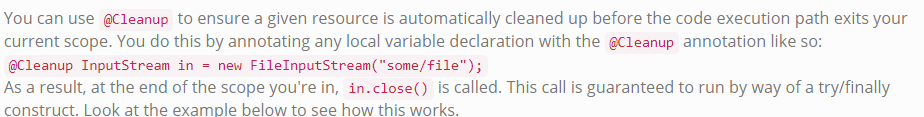 You can use @Cleanup to ensure a given resource is automatically cleaned up before the code execution path exits your
current scope. You do this by annotating any local variable declaration with the @Cleanup annotation like so:
@Cleanup InputStream in = new FileInputStream("some/file");
As a result, at the end of the scope you're in, in.close() is called. This call is guaranteed to run by way of a try/finally
construct. Look at the example below to see how this works.